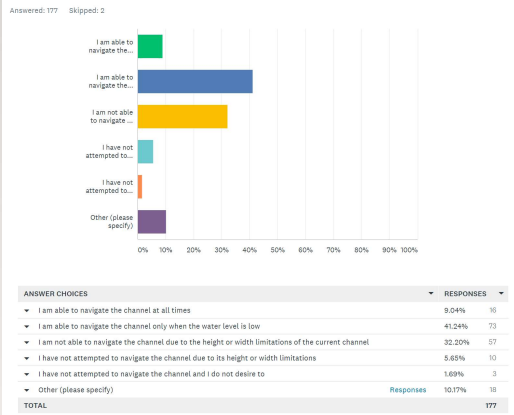 Answered: 177 Skipped: 2
I am able to
navigate the...
I am able to
navigate the...
I am not able
to navigate ...
I have not
attempted to...
I have not
attempted to...
Other (please
specify)
0% 10% 20% 30% 40% 50% 60% 70% 80% 90% 100%
ANSWER CHOICES RESPONSES
I am able to navigate the channel at all times 9.04% 16
I am able to navigate the channel only when the water level is low 41.24% 73
I am not able to navigate the channel due to the height or width limitations of the current channel 32.20% 57
I have not attempted to navigate the channel due to its height or width limitations 5.65% 10
I have not attempted to navigate the channel and I do not desire to 1.69% 3
Other (please specify) Responses 10.17% 18
TOTAL 177